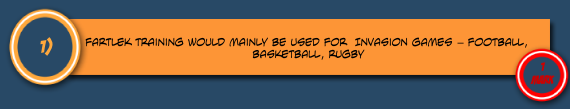 1)
FARTLEK TRAINING WOULD MAINLY BE USED FOR INVASION GAMES – FOOTBALL,
BASKETBALL, RUGBY